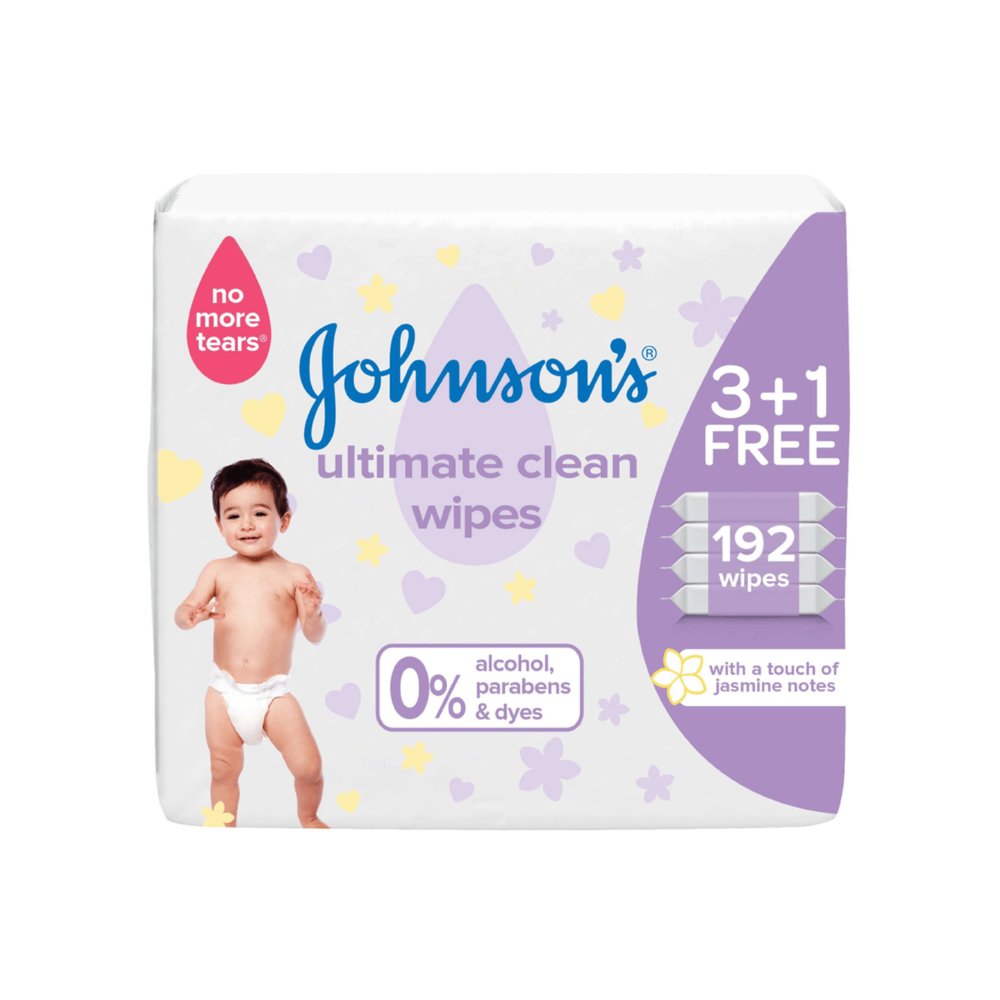 no
more
tears®
Johnson's®
ultimate clean
wipes
3+1
FREE
192
wipes
0%
alcohol,
parabens
& dyes
with a touch of
jasmine notes